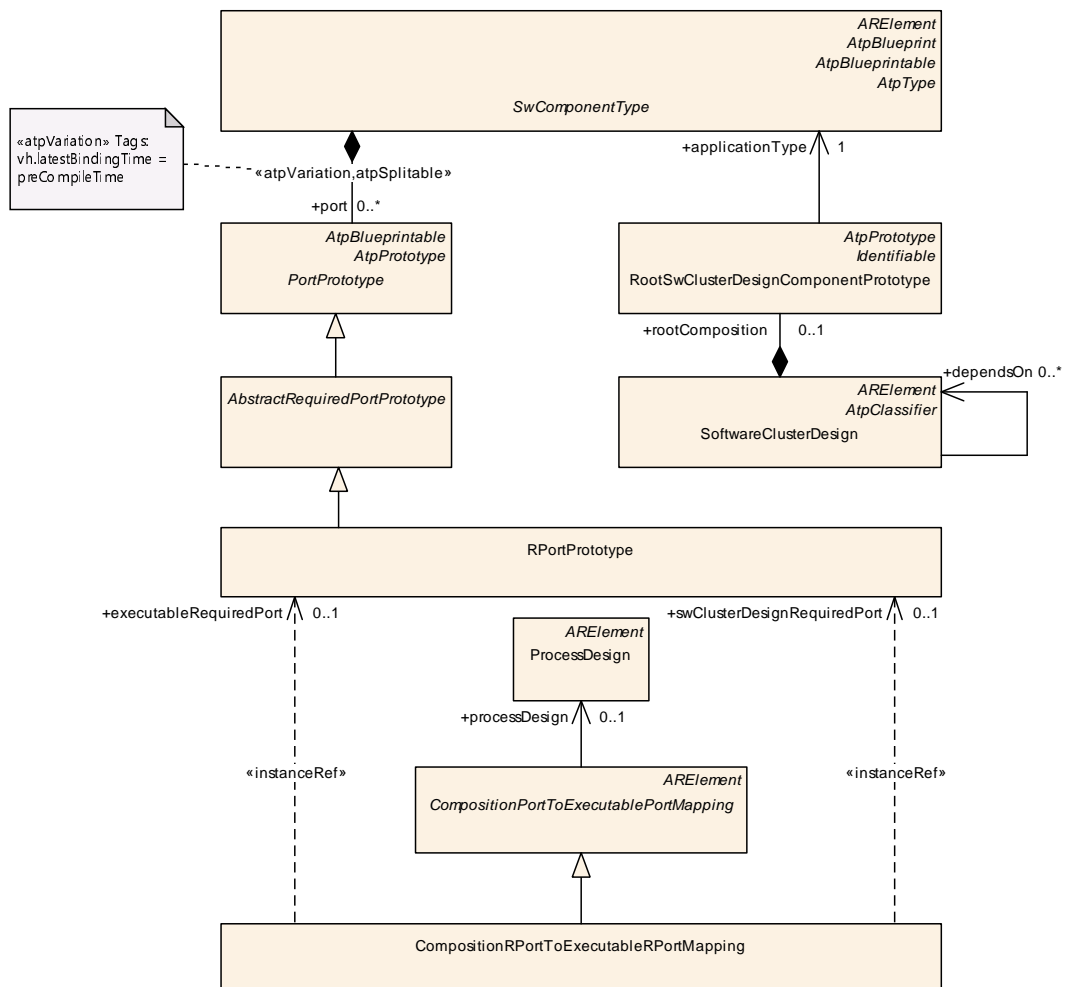 ARElement
AtpBlueprint
AtpBlueprintable
AtpType
SwComponentType
«atpVariation» Tags:
vh.latestBindingTime =
preCompileTime
+applicationType 1
«atpVariation,atpSplitable»
+port 0..*
AtpBlueprintable
AtpPrototype
PortPrototype
AtpPrototype
Identifiable
RootSwClusterDesignComponentPrototype
+rootComposition 0..1
+dependsOn 0..*
AbstractRequiredPortPrototype
ARElement
AtpClassifier
SoftwareClusterDesign
RPortPrototype
+executableRequiredPort 0..1
+swClusterDesignRequiredPort 0..1
ARElement
ProcessDesign
+processDesign 0..1
«instanceRef»
«instanceRef»
ARElement
CompositionPortToExecutablePortMapping
CompositionRPortToExecutableRPortMapping